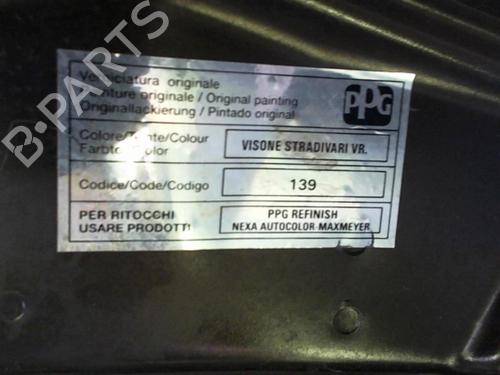 Verniciatura originale
Peinture originale / Original painting
Originallackierung / Pintado original
PPG
Colore/Teinte/Colour
Farbton/Color
VISONE STRADIVARI VR.
Codice/Code/Codigo
139
PER RITOCCHI
USARE PRODOTTI
PPG REFINISH
NEXA AUTOCOLOR-MAXMEYER
B-PARTS